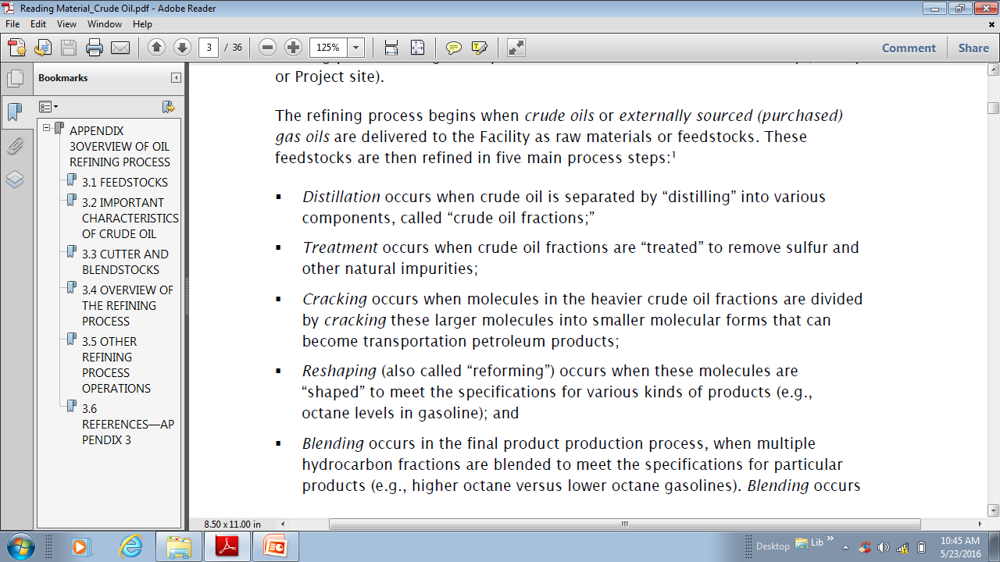 Reading Material_Crude Oil.pdf - Adobe Reader
File Edit View Window Help
3 / 36 125% Comment Share
Bookmarks
APPENDIX
3OVERVIEW OF OIL
REFINING PROCESS
3.1 FEEDSTOCKS
3.2 IMPORTANT
CHARACTERISTICS
OF CRUDE OIL
3.3 CUTTER AND
BLENDSTOCKS
3.4 OVERVIEW OF
THE REFINING
PROCESS
3.5 OTHER
REFINING
PROCESS
OPERATIONS
3.6
REFERENCES—AP
PENDIX 3
or Project site).
The refining process begins when crude oils or externally sourced (purchased)
gas oils are delivered to the Facility as raw materials or feedstocks. These
feedstocks are then refined in five main process steps:¹
▪ Distillation occurs when crude oil is separated by “distilling” into various
components, called “crude oil fractions;”
▪ Treatment occurs when crude oil fractions are “treated” to remove sulfur and
other natural impurities;
▪ Cracking occurs when molecules in the heavier crude oil fractions are divided
by cracking these larger molecules into smaller molecular forms that can
become transportation petroleum products;
▪ Reshaping (also called “reforming”) occurs when these molecules are
“shaped” to meet the specifications for various kinds of products (e.g.,
octane levels in gasoline); and
▪ Blending occurs in the final product production process, when multiple
hydrocarbon fractions are blended to meet the specifications for particular
products (e.g., higher octane versus lower octane gasolines). Blending occurs
8.50 x 11.00 in
Desktop Lib » 10:45 AM
5/23/2016